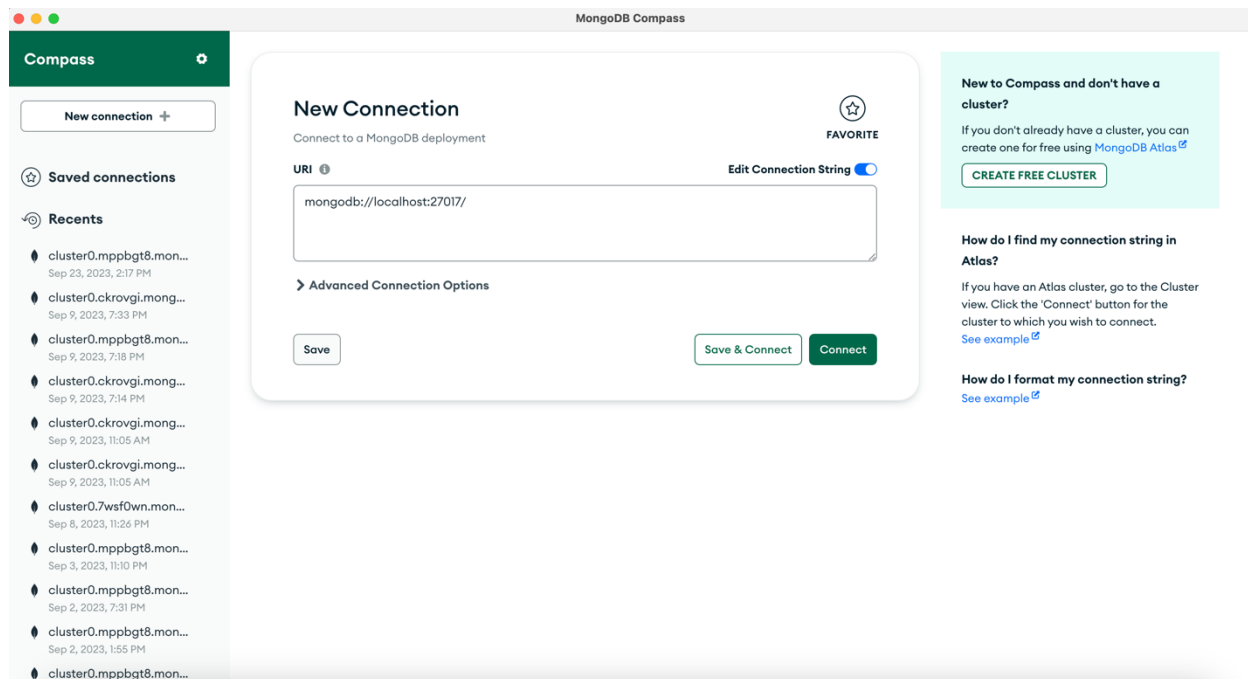 MongoDB Compass
Compass
New connection
Saved connections
Recents
cluster0.mppbgt8.mon...
Sep 23, 2023, 2:17 PM
cluster0.ckrovgi.mong...
Sep 9, 2023, 7:33 PM
cluster0.mppbgt8.mon...
Sep 9, 2023, 7:18 PM
cluster0.ckrovgi.mong...
Sep 9, 2023, 7:14 PM
cluster0.ckrovgi.mong...
Sep 9, 2023, 11:05 AM
cluster0.ckrovgi.mong...
Sep 9, 2023, 11:05 AM
cluster0.7wsf0wn.mon...
Sep 8, 2023, 11:26 PM
cluster0.mppbgt8.mon...
Sep 3, 2023, 11:10 PM
cluster0.mppbgt8.mon...
Sep 2, 2023, 7:31 PM
cluster0.mppbgt8.mon...
Sep 2, 2023, 1:55 PM
cluster0.mppbgt8.mon...
New Connection
Connect to a MongoDB deployment
FAVORITE
URI
Edit Connection String
mongodb://localhost:27017/
Advanced Connection Options
Save
Save & Connect
Connect
New to Compass and don't have a
cluster?
If you don't already have a cluster, you can
create one for free using MongoDB Atlas
CREATE FREE CLUSTER
How do I find my connection string in
Atlas?
If you have an Atlas cluster, go to the Cluster
view. Click the 'Connect' button for the
cluster to which you wish to connect.
See example
How do I format my connection string?
See example